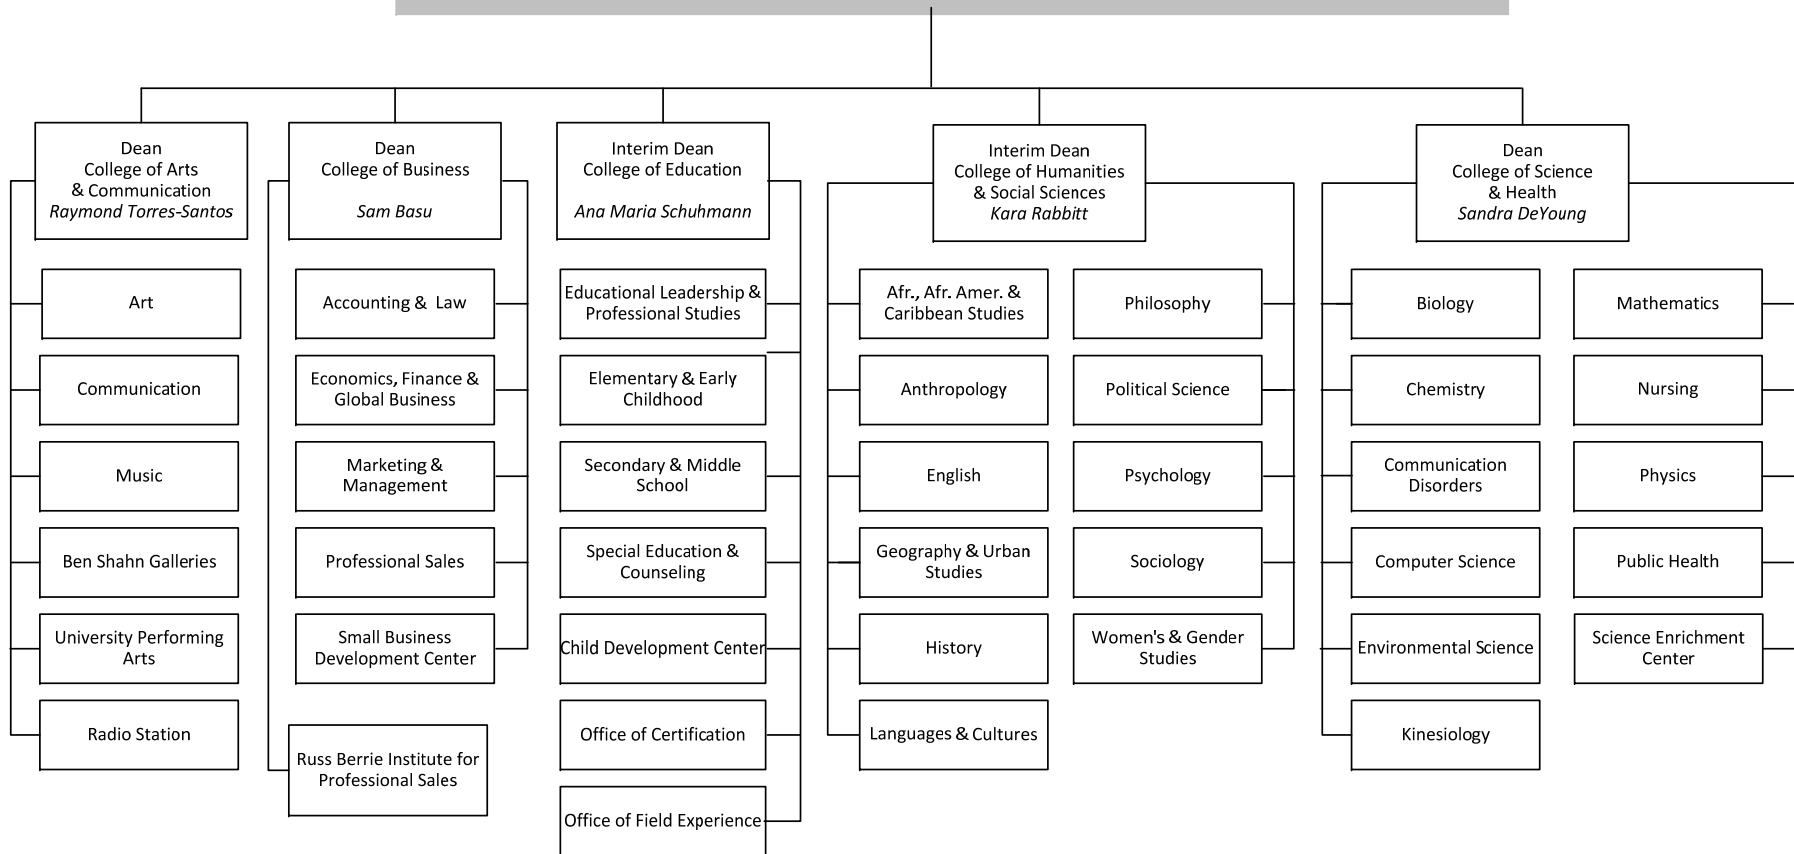 Dean
College of Arts
& Communication
Raymond Torres-Santos
Art
Communication
Music
Ben Shahn Galleries
University Performing
Arts
Radio Station
Dean
College of Business
Sam Basu
Accounting & Law
Economics, Finance &
Global Business
Marketing &
Management
Professional Sales
Small Business
Development Center
Russ Berrie Institute for
Professional Sales
Interim Dean
College of Education
Ana Maria Schuhmann
Educational Leadership &
Professional Studies
Elementary & Early
Childhood
Secondary & Middle
School
Special Education &
Counseling
Child Development Center
Office of Certification
Office of Field Experience
Interim Dean
College of Humanities
& Social Sciences
Kara Rabbitt
Afr., Afr. Amer. &
Caribbean Studies
Anthropology
English
Geography & Urban
Studies
History
Languages & Cultures
Philosophy
Political Science
Psychology
Sociology
Women's & Gender
Studies
Dean
College of Science
& Health
Sandra DeYoung
Biology
Chemistry
Communication
Disorders
Computer Science
Environmental Science
Kinesiology
Mathematics
Nursing
Physics
Public Health
Science Enrichment
Center